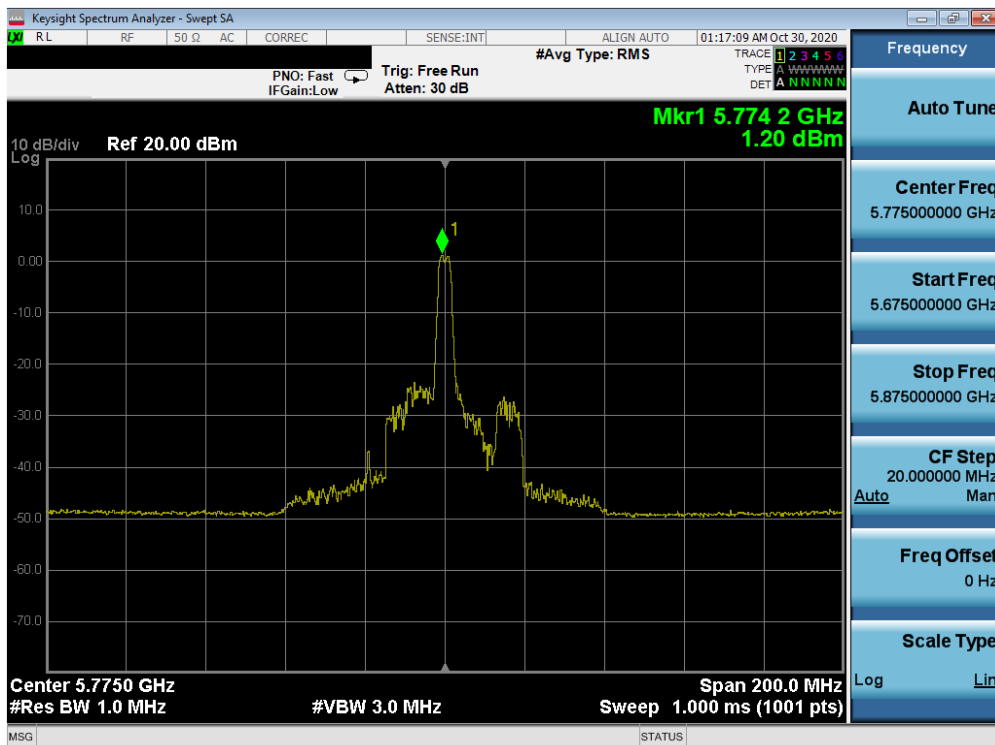 Keysight Spectrum Analyzer - Swept SA
LXI RL RF 50 Ω AC CORREC SENSE:INT ALIGN AUTO 01:17:09 AM Oct 30, 2020
#Avg Type: RMS
TRACE 1 2 3 4 5 6
PNO: Fast Trig: Free Run
TYPE A WWWWW
IFGain:Low Atten: 30 dB
DET A N N N N N
Mkr1 5.774 2 GHz
1.20 dBm
10 dB/div Ref 20.00 dBm
Log
1
10.0
0.00
-10.0
-20.0
-30.0
-40.0
-50.0
-60.0
-70.0
Center 5.7750 GHz Span 200.0 MHz
#Res BW 1.0 MHz #VBW 3.0 MHz Sweep 1.000 ms (1001 pts)
MSG STATUS
Frequency
Auto Tune
Center Freq
5.775000000 GHz
Start Freq
5.675000000 GHz
Stop Freq
5.875000000 GHz
CF Step
20.000000 MHz
Auto Man
Freq Offset
0 Hz
Scale Type
Log Lin